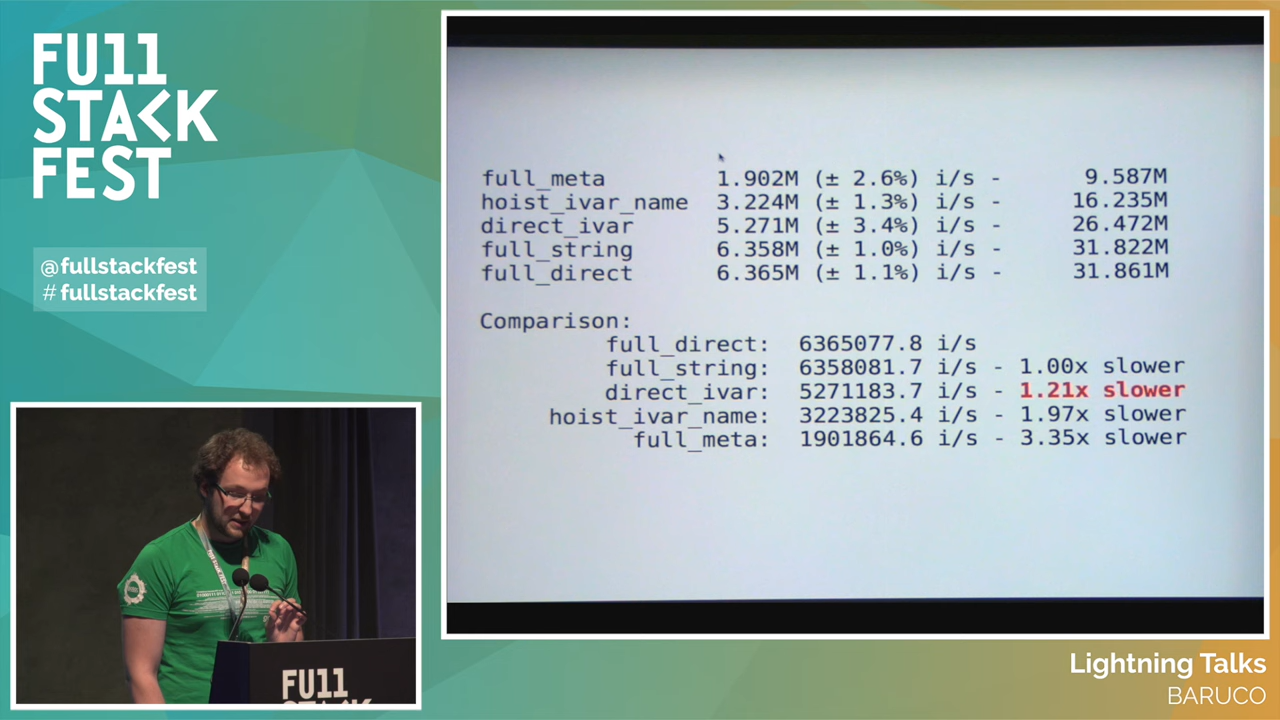 FU11
STACK
FEST
@fullstackfest
# fullstackfest
full_meta 1.902M (± 2.6%) i/s - 9.587M
hoist_ivar_name 3.224M (± 1.3%) i/s - 16.235M
direct_ivar 5.271M (± 3.4%) i/s - 26.472M
full_string 6.358M (± 1.0%) i/s - 31.822M
full_direct 6.365M (± 1.1%) i/s - 31.861M
Comparison:
full_direct: 6365077.8 i/s
full_string: 6358081.7 i/s - 1.00x slower
direct_ivar: 5271183.7 i/s - 1.21x slower
hoist_ivar_name: 3223825.4 i/s - 1.97x slower
full_meta: 1901864.6 i/s - 3.35x slower
FU11
STACK
Lightning Talks
BARUCO